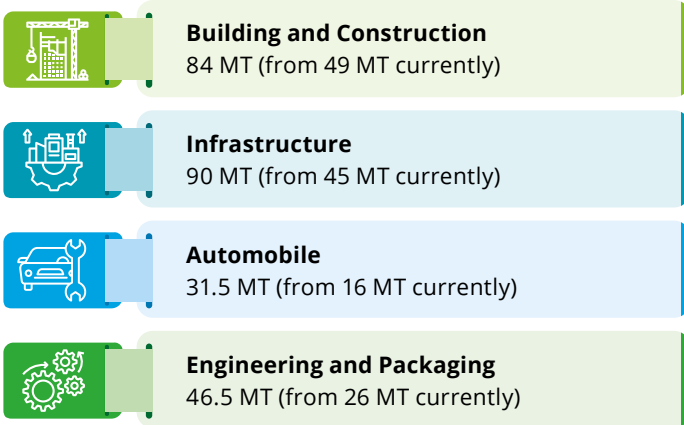 Building and Construction
84 MT (from 49 MT currently)
Infrastructure
90 MT (from 45 MT currently)
Automobile
31.5 MT (from 16 MT currently)
Engineering and Packaging
46.5 MT (from 26 MT currently)